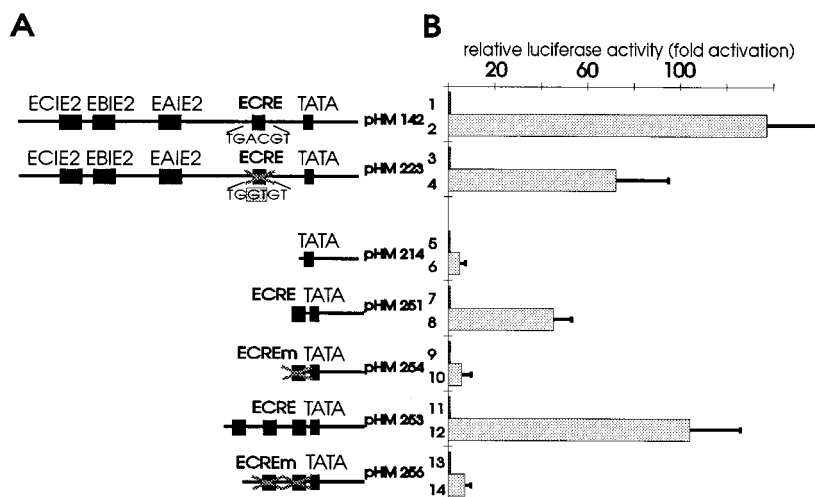 A
B
relative luciferase activity (fold activation)
20 60 100
ECIE2 EBIE2 EAIE2 ECRE TATA
pHM 142
1
2
TGACGT
ECIE2 EBIE2 EAIE2 ECRE TATA
pHM 223
3
4
TGGTGT
TATA
pHM 214
5
6
ECRE TATA
pHM 251
7
8
ECREm TATA
pHM 254
9
10
ECRE TATA
pHM 253
11
12
ECREm TATA
pHM 256
13
14